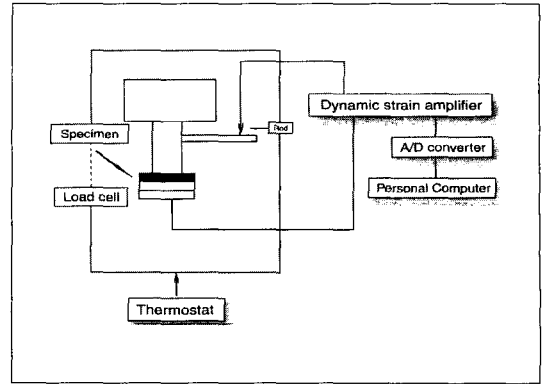 Dynamic strain amplifier
Rod
Specimen
A/D converter
Personal Computer
Load cell
Thermostat